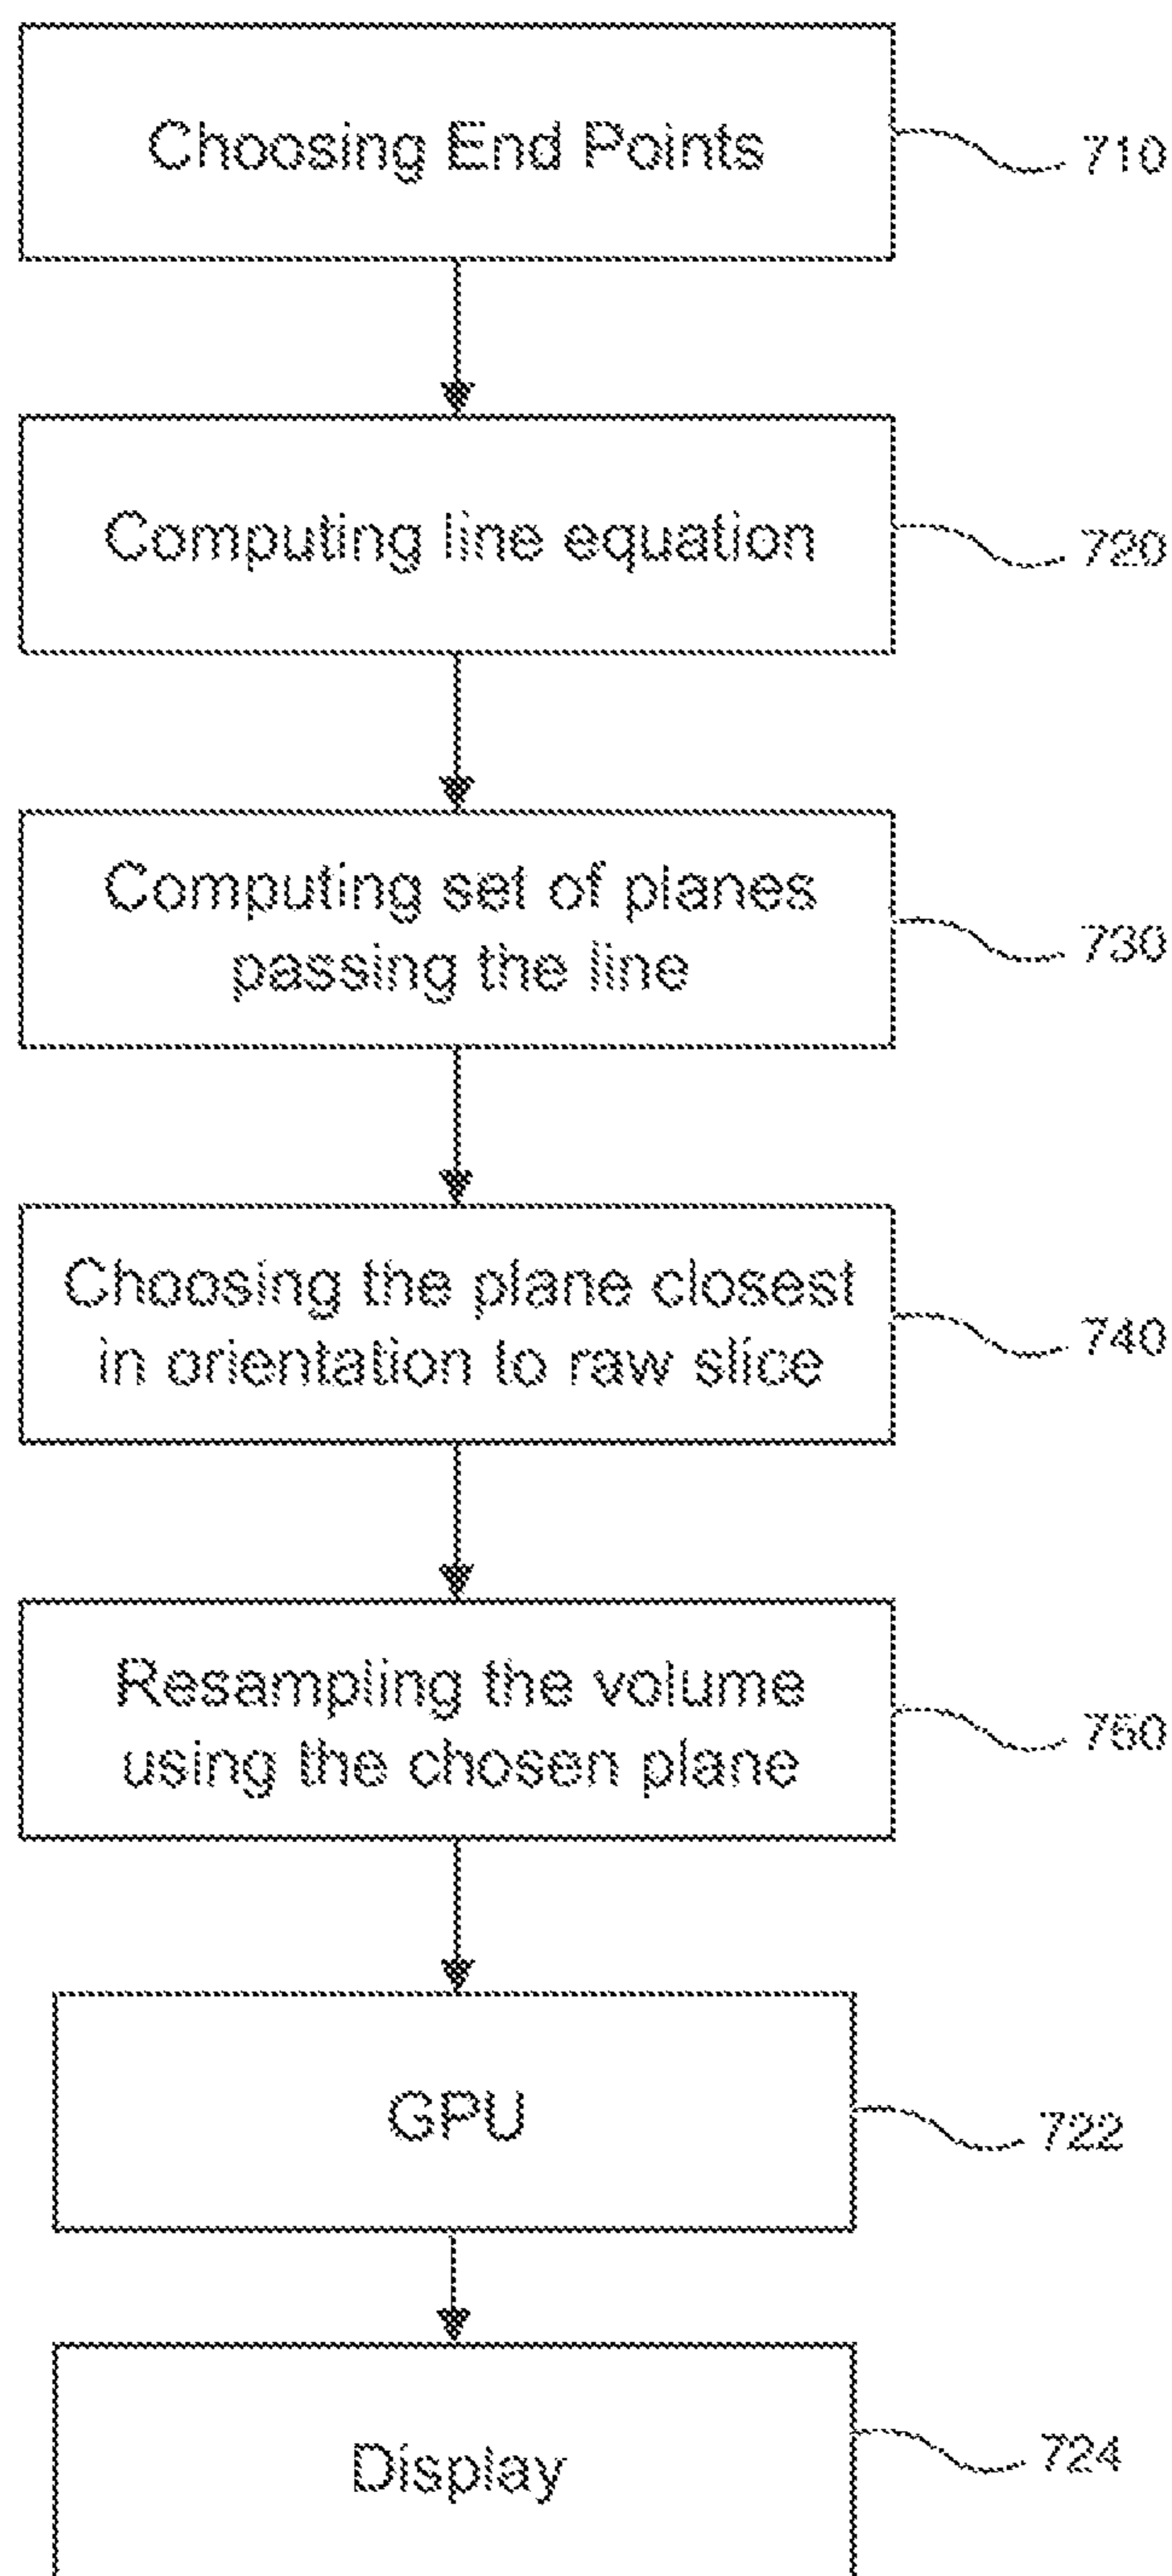 Choosing End Points
710
Computing line equation
720
Computing set of planes
passing the line
730
Choosing the plane closest
in orientation to raw slice
740
Resampling the volume
using the chosen plane
750
GPU
722
Display
724